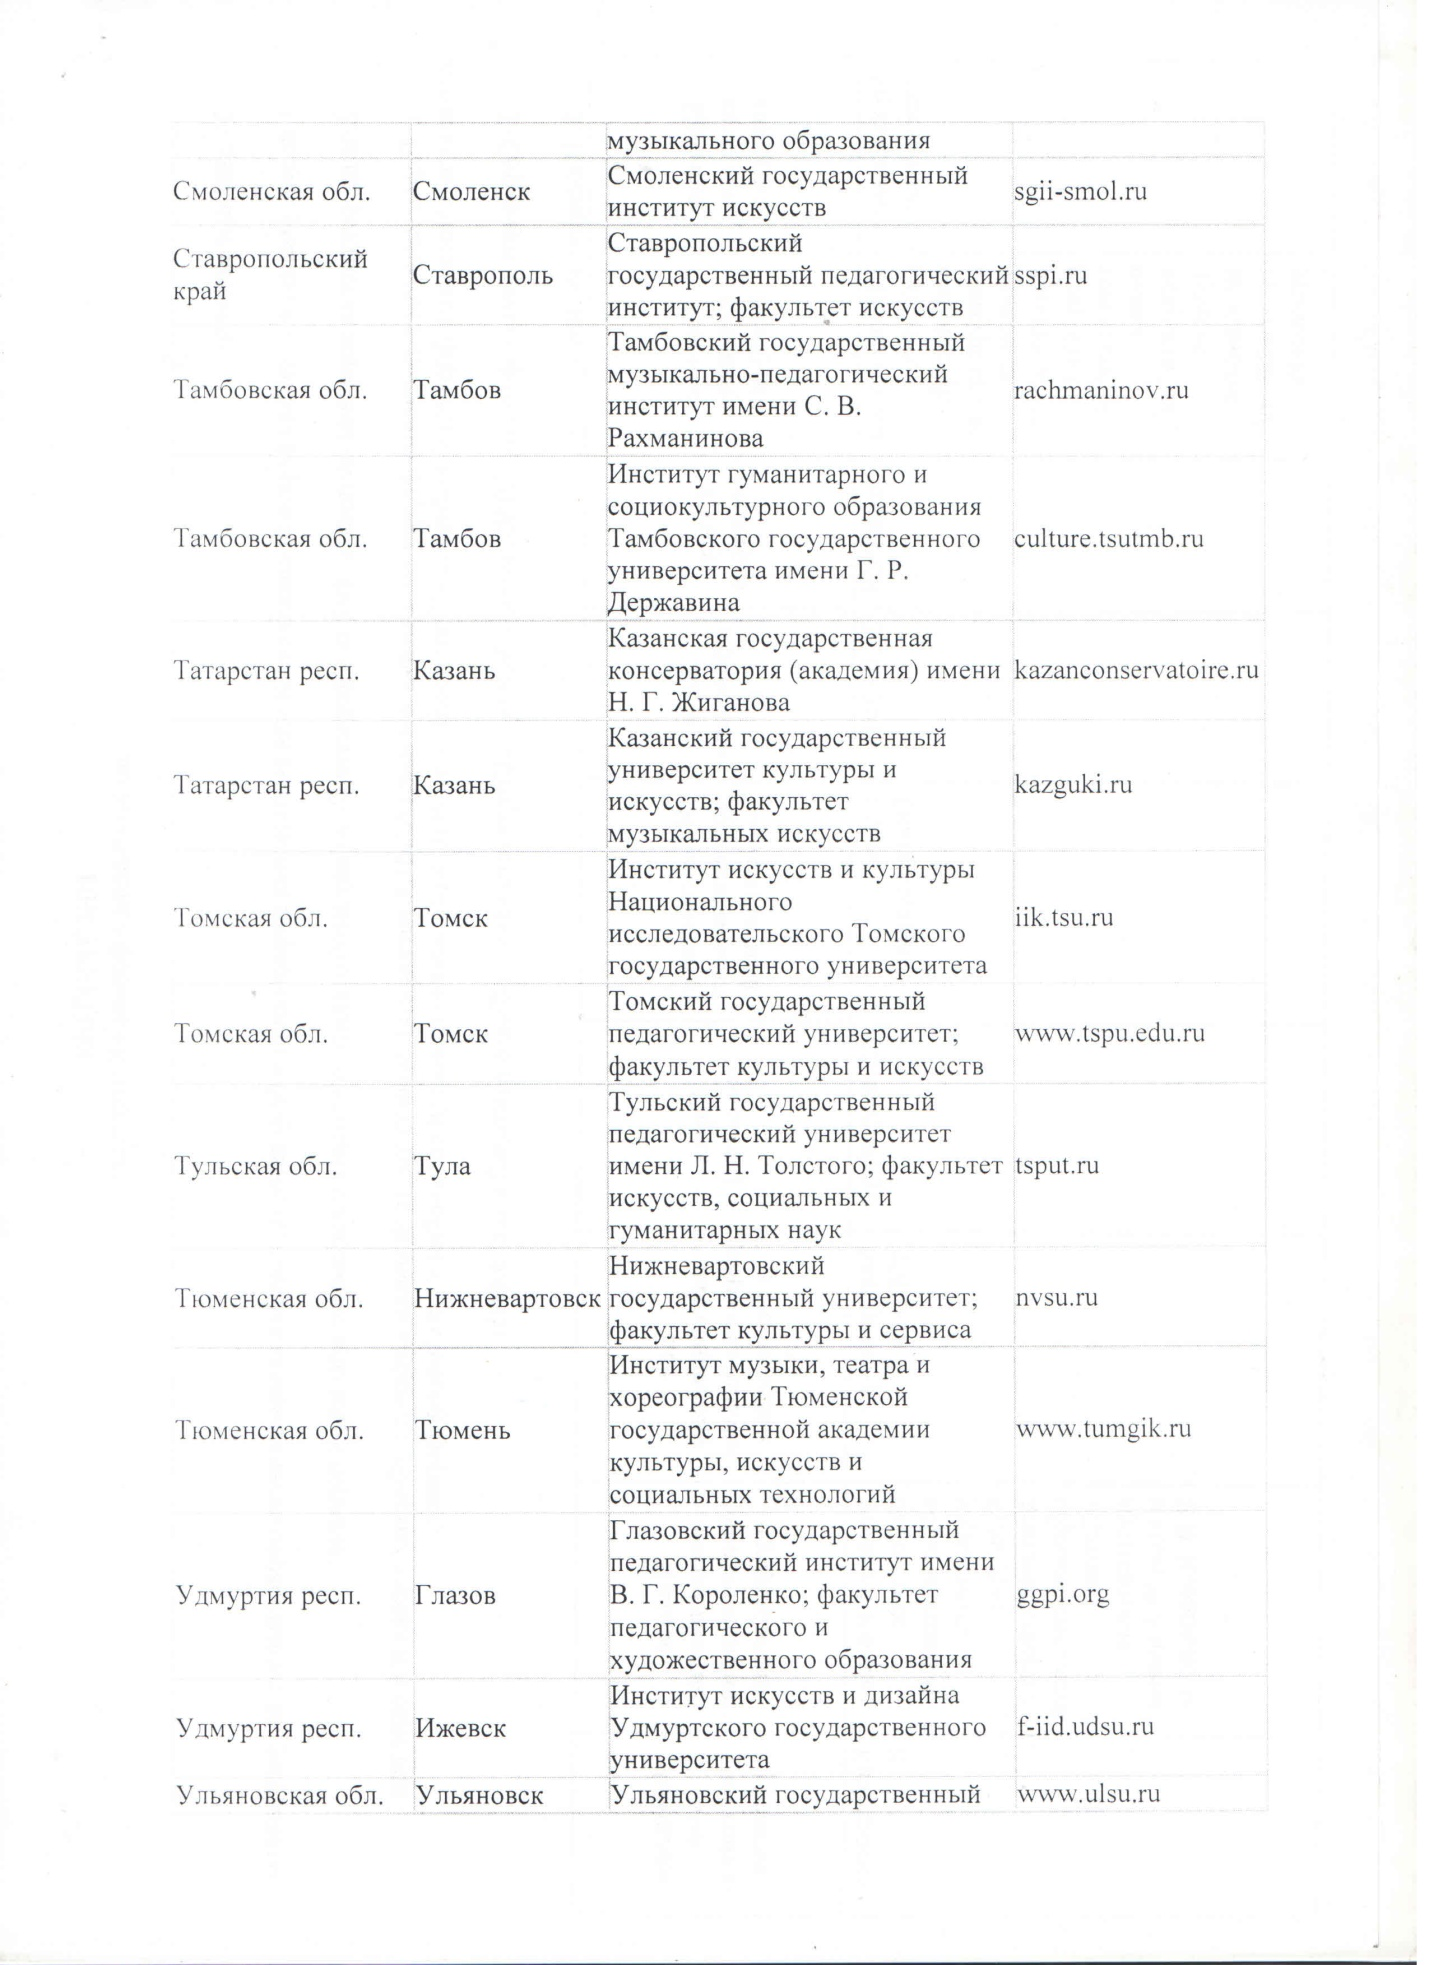 музыкального образования
Смоленская обл. Смоленск Смоленский государственный институт искусств sgii-smol.ru
Ставропольский край Ставрополь Ставропольский государственный педагогический институт; факультет искусств sspi.ru
Тамбовская обл. Тамбов Тамбовский государственный музыкально-педагогический институт имени С. В. Рахманинова rachmaninov.ru
Тамбовская обл. Тамбов Институт гуманитарного и социокультурного образования Тамбовского государственного университета имени Г. Р. Державина culture.tsutmb.ru
Татарстан респ. Казань Казанская государственная консерватория (академия) имени Н. Г. Жиганова kazanconservatoire.ru
Татарстан респ. Казань Казанский государственный университет культуры и искусств; факультет музыкальных искусств kazguki.ru
Томская обл. Томск Институт искусств и культуры Национального исследовательского Томского государственного университета iik.tsu.ru
Томская обл. Томск Томский государственный педагогический университет; факультет культуры и искусств www.tspu.edu.ru
Тульская обл. Тула Тульский государственный педагогический университет имени Л. Н. Толстого; факультет искусств, социальных и гуманитарных наук tsput.ru
Тюменская обл. Нижневартовск Нижневартовский государственный университет; факультет культуры и сервиса nvsu.ru
Тюменская обл. Тюмень Институт музыки, театра и хореографии Тюменской государственной академии культуры, искусств и социальных технологий www.tumgik.ru
Удмуртия респ. Глазов Глазовский государственный педагогический институт имени В. Г. Короленко; факультет педагогического и художественного образования ggpi.org
Удмуртия респ. Ижевск Институт искусств и дизайна Удмуртского государственного университета f-iid.udsu.ru
Ульяновская обл. Ульяновск Ульяновский государственный www.ulsu.ru